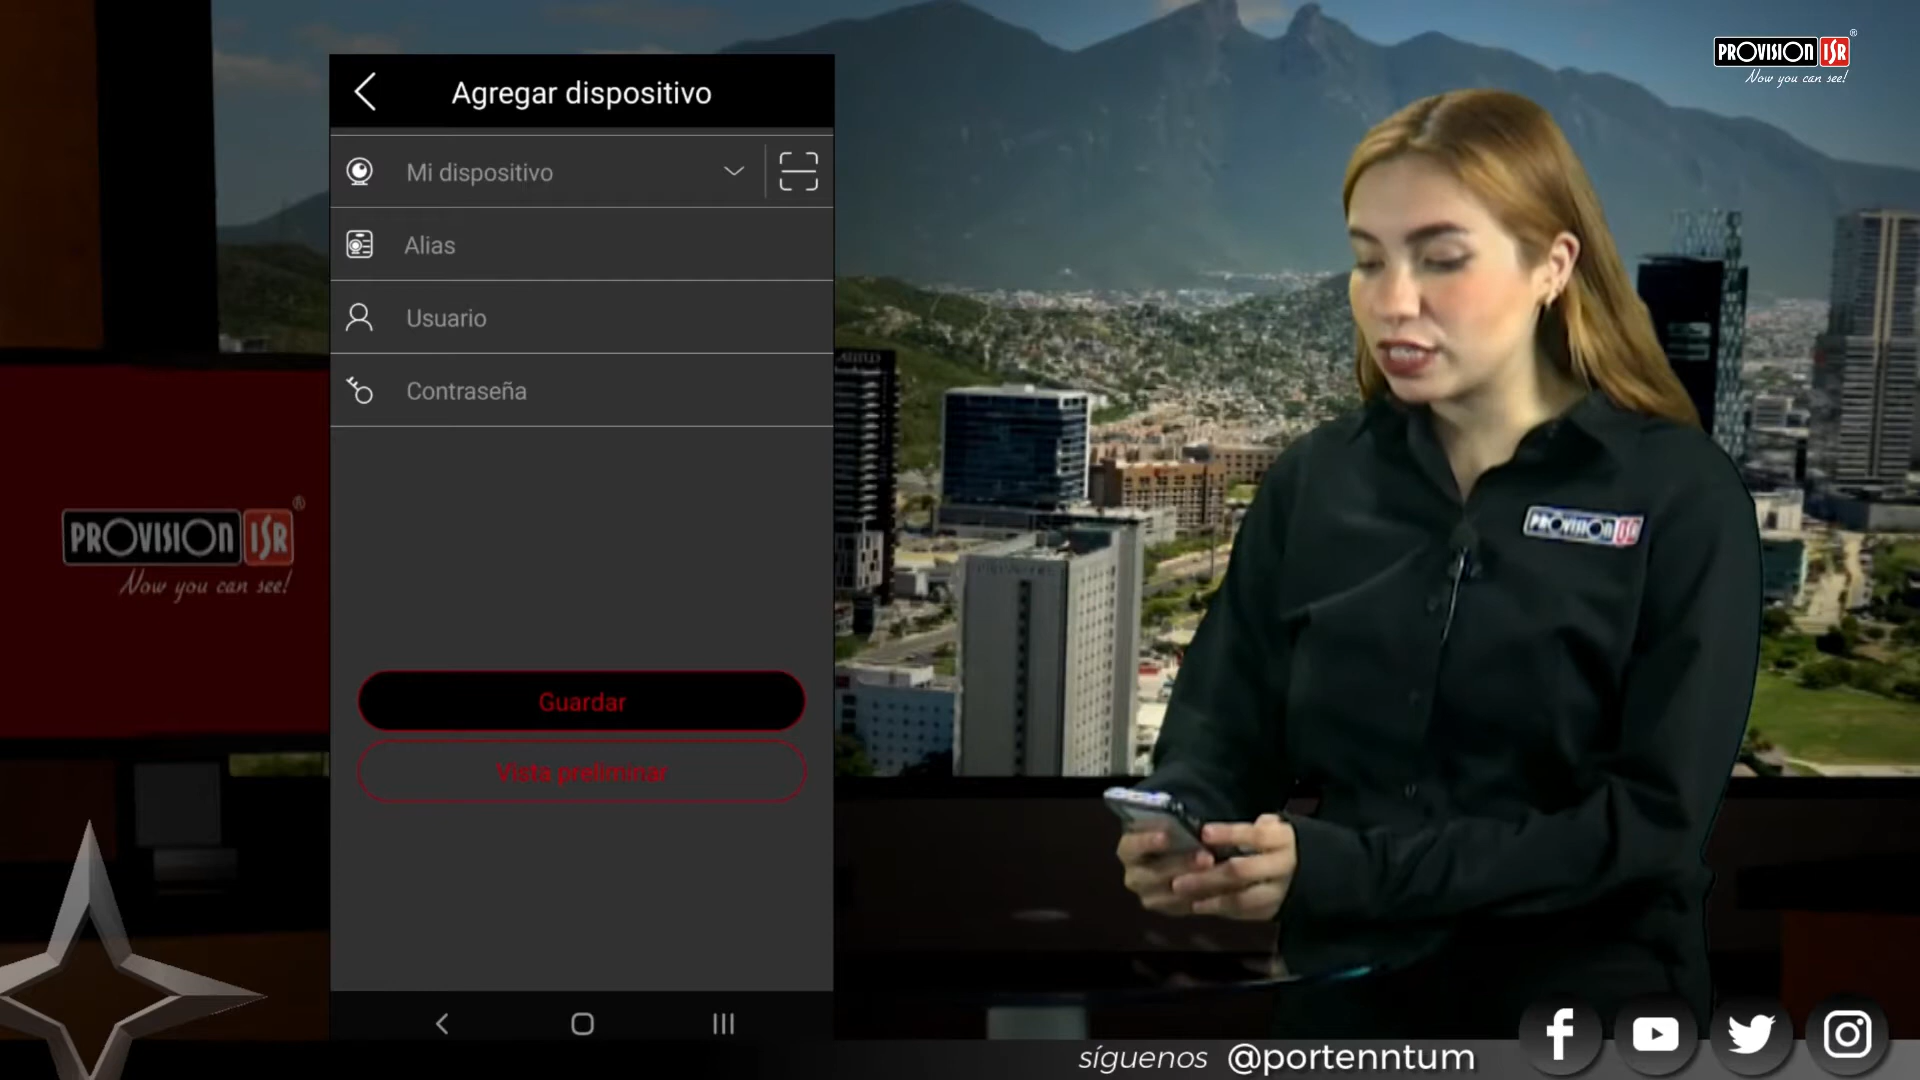 Agregar dispositivo
Mi dispositivo
Alias
Usuario
Contraseña
Guardar
Vista preliminar
PROVISION ISR®
Now you can see!
PROVISION ISR®
Now you can see!
PROVISION ISR
síguenos @portenntum